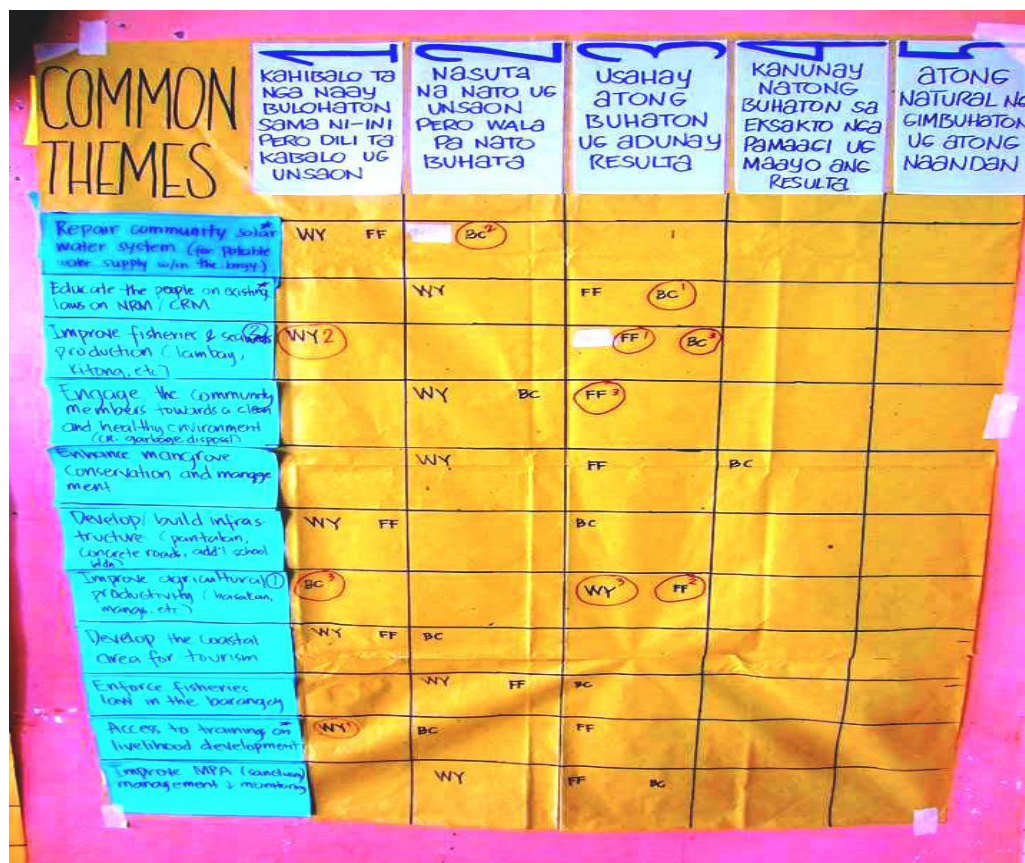 COMMON
THEMES
1
KAHIBALO TA
NGA NAAY
BULOHATON
SAMA NI-INI
PERO DILI TA
KABALO UG
UNSAON
2
NASUTA
NA NATO UG
UNSAON
PERO WALA
PA NATO
BUHATA
3
USAHAY
ATONG
BUHATON
UG ADUNAY
RESULTA
4
KANUNAY
NATONG
BUHATON SA
EKSAKTO NGA
PAMAAGI UG
MAAYO ANG
RESULTA
5
ATONG
NATURAL NG
GIMBUHATON
UG ATONG
NAANDAN
Repair community solar
water system (for potable
water supply w/in the brgy)
WY FF BC2
Educate the people on existing
laws on NRM / CRM
WY FF BC1
Improve fisheries & 2
production (lambay,
kitong, etc)
WY2 FF1 BC3
Engage the community
members towards a clean
and healthy environment
garbage disposal)
WY BC FF3
Enhance mangrove
conservation and manage
ment
WY FF BC
Develop/build infras
tructure (pantalan,
concrete roads, add'l school
bldn)
WY FF BC
Improve agricultural 1
productivity (basakan,
etc)
BC3 WY3 FF2
Develop the coastal
area for tourism
WY FF BC
Enforce fisheries
law in the barangay
WY FF BC
Access to training on
livelihood development
WY1 BC FF
Improve MPA (sanctuary)
management &
WY FF BC